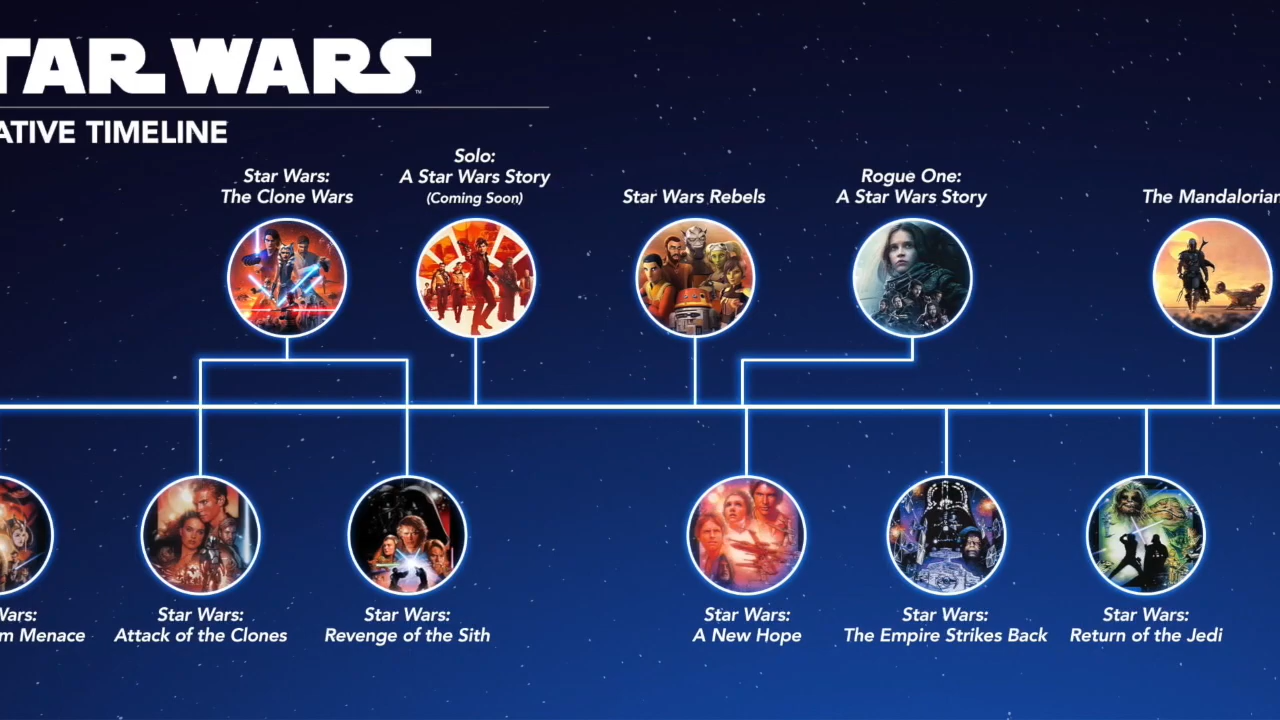 TAR WARS
ATIVE TIMELINE
Star Wars:
The Clone Wars
Solo:
A Star Wars Story
(Coming Soon)
Star Wars Rebels
Rogue One:
A Star Wars Story
The Mandalorian
Wars:
m Menace
Star Wars:
Attack of the Clones
Star Wars:
Revenge of the Sith
Star Wars:
A New Hope
Star Wars:
The Empire Strikes Back
Star Wars:
Return of the Jedi